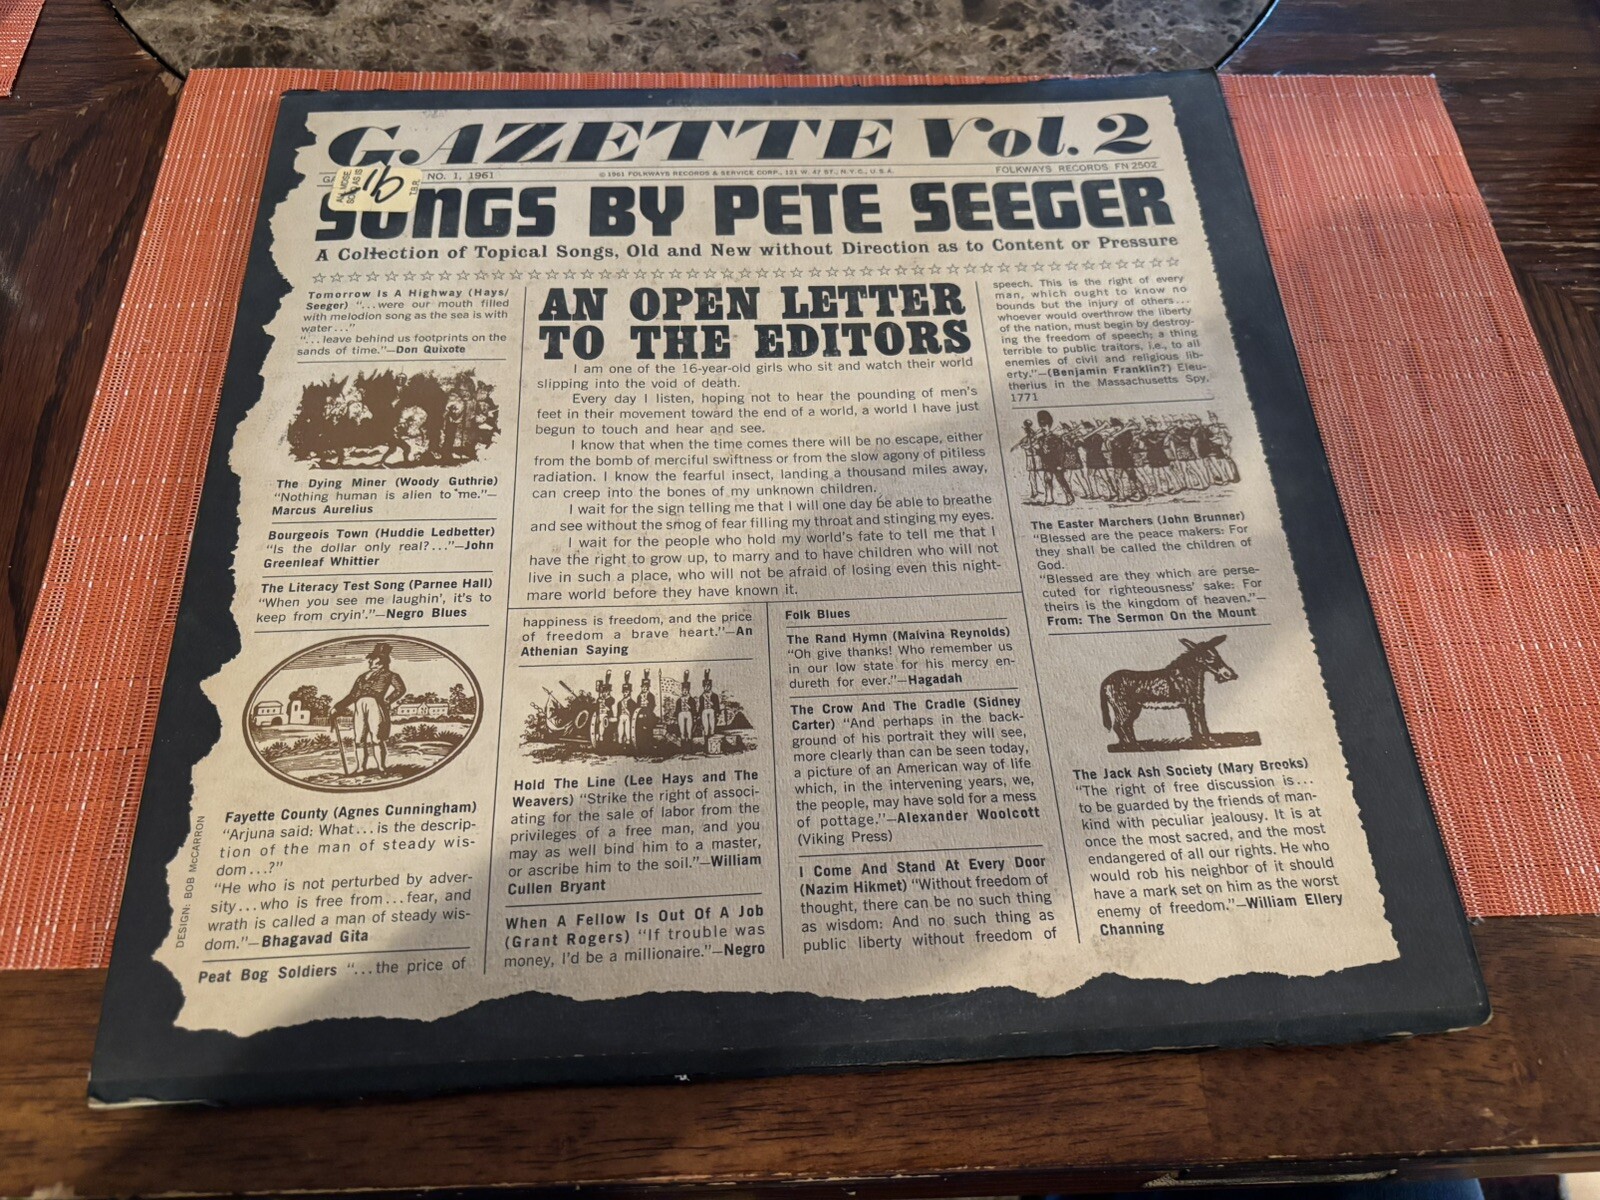 GAZETTE Vol. 2
NO. 1, 1961
© 1961 FOLKWAYS RECORDS & SERVICE CORP., 121 W. 47 ST., N.Y.C., U.S.A.
FOLKWAYS RECORDS FN 2502
SONGS BY PETE SEEGER
A Collection of Topical Songs, Old and New without Direction as to Content or Pressure
Tomorrow Is A Highway (Hays/
Seeger) "...were our mouth filled
with melodion song as the sea is with
water..."
"...leave behind us footprints on the
sands of time."—Don Quixote
The Dying Miner (Woody Guthrie)
"Nothing human is alien to me."—
Marcus Aurelius
Bourgeois Town (Huddie Ledbetter)
"Is the dollar only real?..."—John
Greenleaf Whittier
The Literacy Test Song (Parnee Hall)
"When you see me laughin', it's to
keep from cryin'."—Negro Blues
Fayette County (Agnes Cunningham)
"Arjuna said: What...is the descrip-
tion of the man of steady wis-
dom...?"
"He who is not perturbed by adver-
sity...who is free from...fear, and
wrath is called a man of steady wis-
dom."—Bhagavad Gita
Peat Bog Soldiers "...the price of
DESIGN: BOB McCARRON
AN OPEN LETTER
TO THE EDITORS
I am one of the 16-year-old girls who sit and watch their world
slipping into the void of death.
Every day I listen, hoping not to hear the pounding of men's
feet in their movement toward the end of a world, a world I have just
begun to touch and hear and see.
I know that when the time comes there will be no escape, either
from the bomb of merciful swiftness or from the slow agony of pitiless
radiation. I know the fearful insect, landing a thousand miles away,
can creep into the bones of my unknown children.
I wait for the sign telling me that I will one day be able to breathe
and see without the smog of fear filling my throat and stinging my eyes.
I wait for the people who hold my world's fate to tell me that I
have the right to grow up, to marry and to have children who will not
live in such a place, who will not be afraid of losing even this night-
mare world before they have known it.
happiness is freedom, and the price
of freedom a brave heart."—An
Athenian Saying
Hold The Line (Lee Hays and The
Weavers) "Strike the right of associ-
ating for the sale of labor from the
privileges of a free man, and you
may as well bind him to a master,
or ascribe him to the soil."—William
Cullen Bryant
When A Fellow Is Out Of A Job
(Grant Rogers) "If trouble was
money, I'd be a millionaire."—Negro
Folk Blues
The Rand Hymn (Malvina Reynolds)
"Oh give thanks! Who remember us
in our low state for his mercy en-
dureth for ever."—Hagadah
The Crow And The Cradle (Sidney
Carter) "And perhaps in the back-
ground of his portrait they will see,
more clearly than can be seen today,
a picture of an American way of life
which, in the intervening years, we,
the people, may have sold for a mess
of pottage."—Alexander Woolcott
(Viking Press)
I Come And Stand At Every Door
(Nazim Hikmet) "Without freedom of
thought, there can be no such thing
as wisdom: And no such thing as
public liberty without freedom of
speech. This is the right of every
man, which ought to know no
bounds but the injury of others...
whoever would overthrow the liberty
of the nation, must begin by destroy-
ing the freedom of speech; a thing
terrible to public traitors, i.e., to all
enemies of civil and religious lib-
erty."—(Benjamin Franklin?) Eleu-
therius in the Massachusetts Spy,
1771
The Easter Marchers (John Brunner)
"Blessed are the peace makers: For
they shall be called the children of
God.
"Blessed are they which are perse-
cuted for righteousness' sake: For
theirs is the kingdom of heaven."—
From: The Sermon On the Mount
The Jack Ash Society (Mary Brooks)
"The right of free discussion is...
to be guarded by the friends of man-
kind with peculiar jealousy. It is at
once the most sacred, and the most
endangered of all our rights. He who
would rob his neighbor of it should
have a mark set on him as the worst
enemy of freedom."—William Ellery
Channing